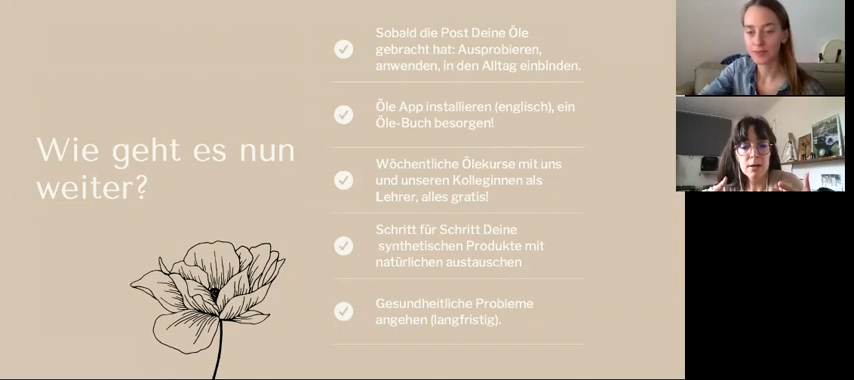 Wie geht es nun
weiter?
Sobald die Post Deine Öle
gebracht hat: Ausprobieren,
anwenden, in den Alltag einbinden.
Öle App installieren (englisch), ein
Öle-Buch besorgen!
Wöchentliche Ölekurse mit uns
und unseren Kolleginnen als
Lehrer, alles gratis!
Schritt für Schritt Deine
synthetischen Produkte mit
natürlichen austauschen
Gesundheitliche Probleme
angehen (langfristig).